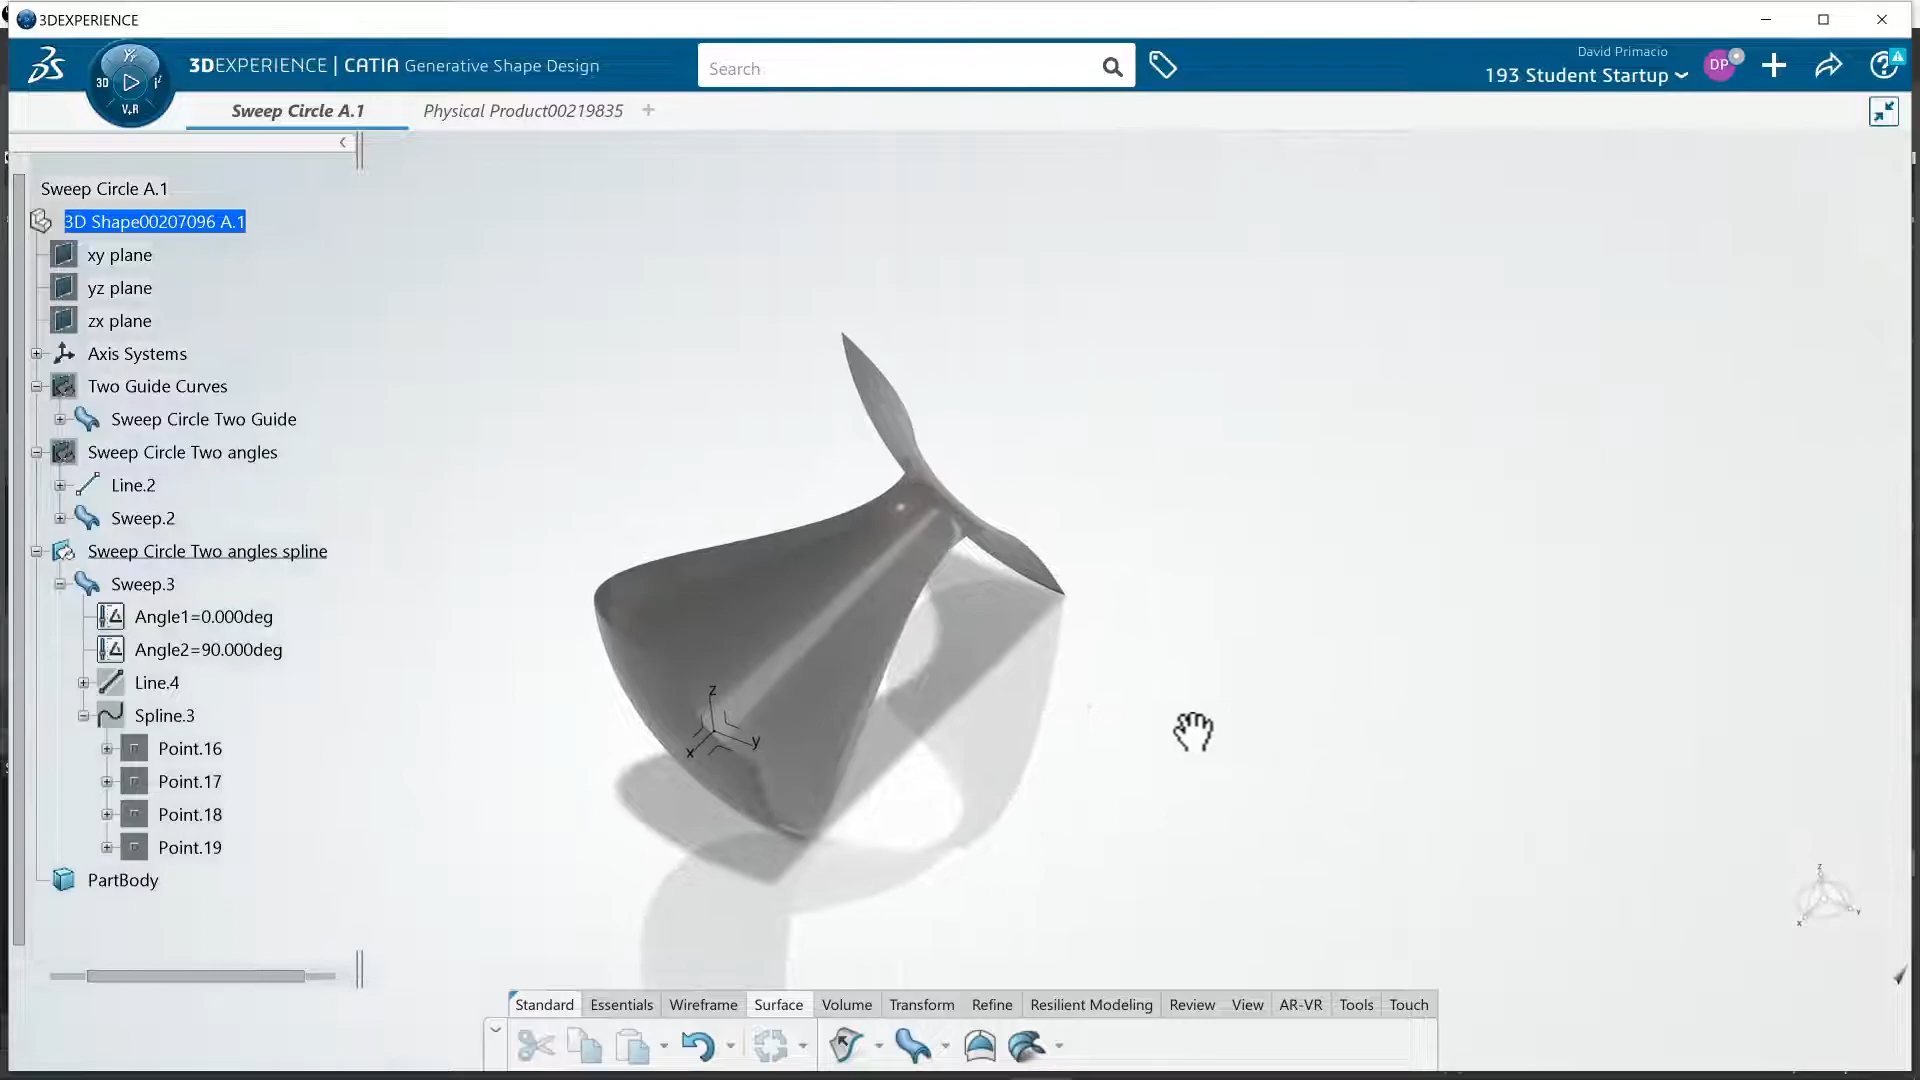 3DEXPERIENCE
3D
V,R
3DEXPERIENCE | CATIA Generative Shape Design
Search
David Primacio
193 Student Startup
DP
Sweep Circle A.1
Physical Product00219835
Sweep Circle A.1
3D Shape00207096 A.1
xy plane
yz plane
zx plane
Axis Systems
Two Guide Curves
Sweep Circle Two Guide
Sweep Circle Two angles
Line.2
Sweep.2
Sweep Circle Two angles spline
Sweep.3
Angle1=0.000deg
Angle2=90.000deg
Line.4
Spline.3
Point.16
Point.17
Point.18
Point.19
PartBody
z
y
x
z
y
x
Standard
Essentials
Wireframe
Surface
Volume
Transform
Refine
Resilient Modeling
Review
View
AR-VR
Tools
Touch